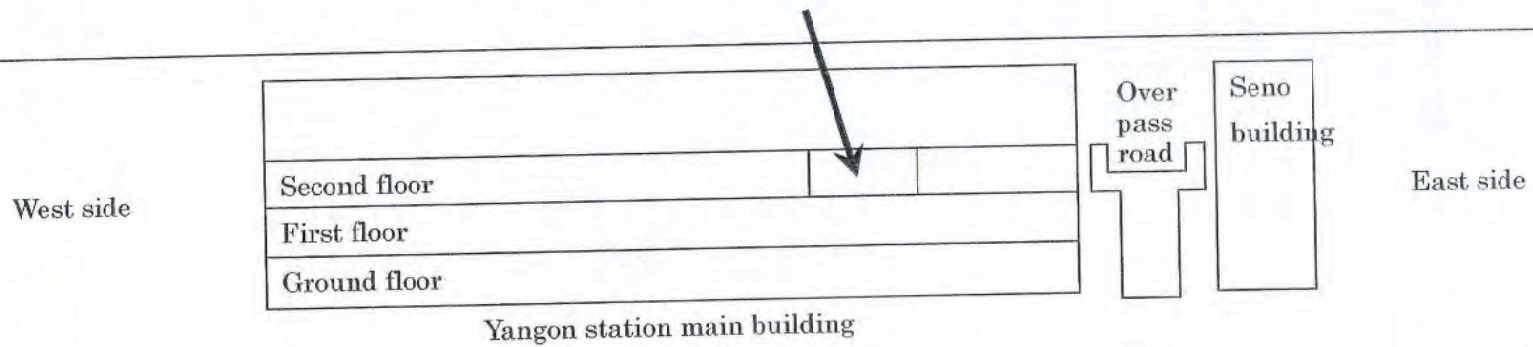 Over
pass
road
Seno
building
Second floor
First floor
Ground floor
West side
East side
Yangon station main building